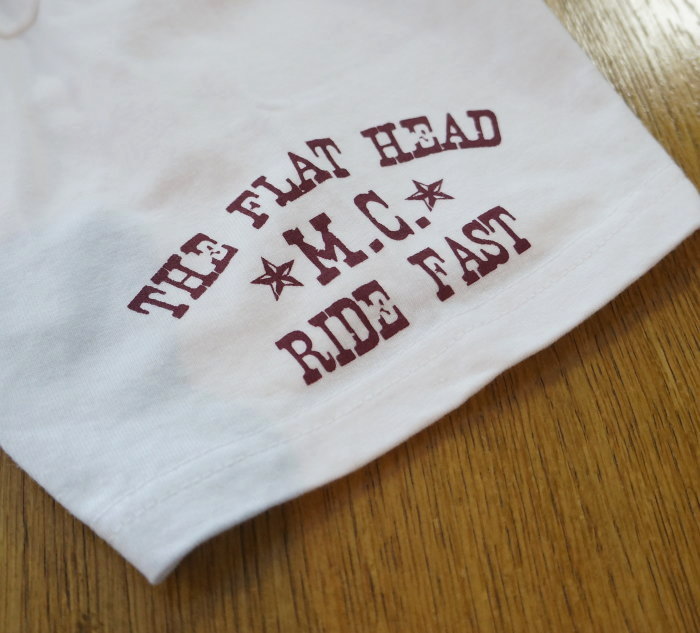 THE FLAT HEAD
M.C.
RIDE FAST